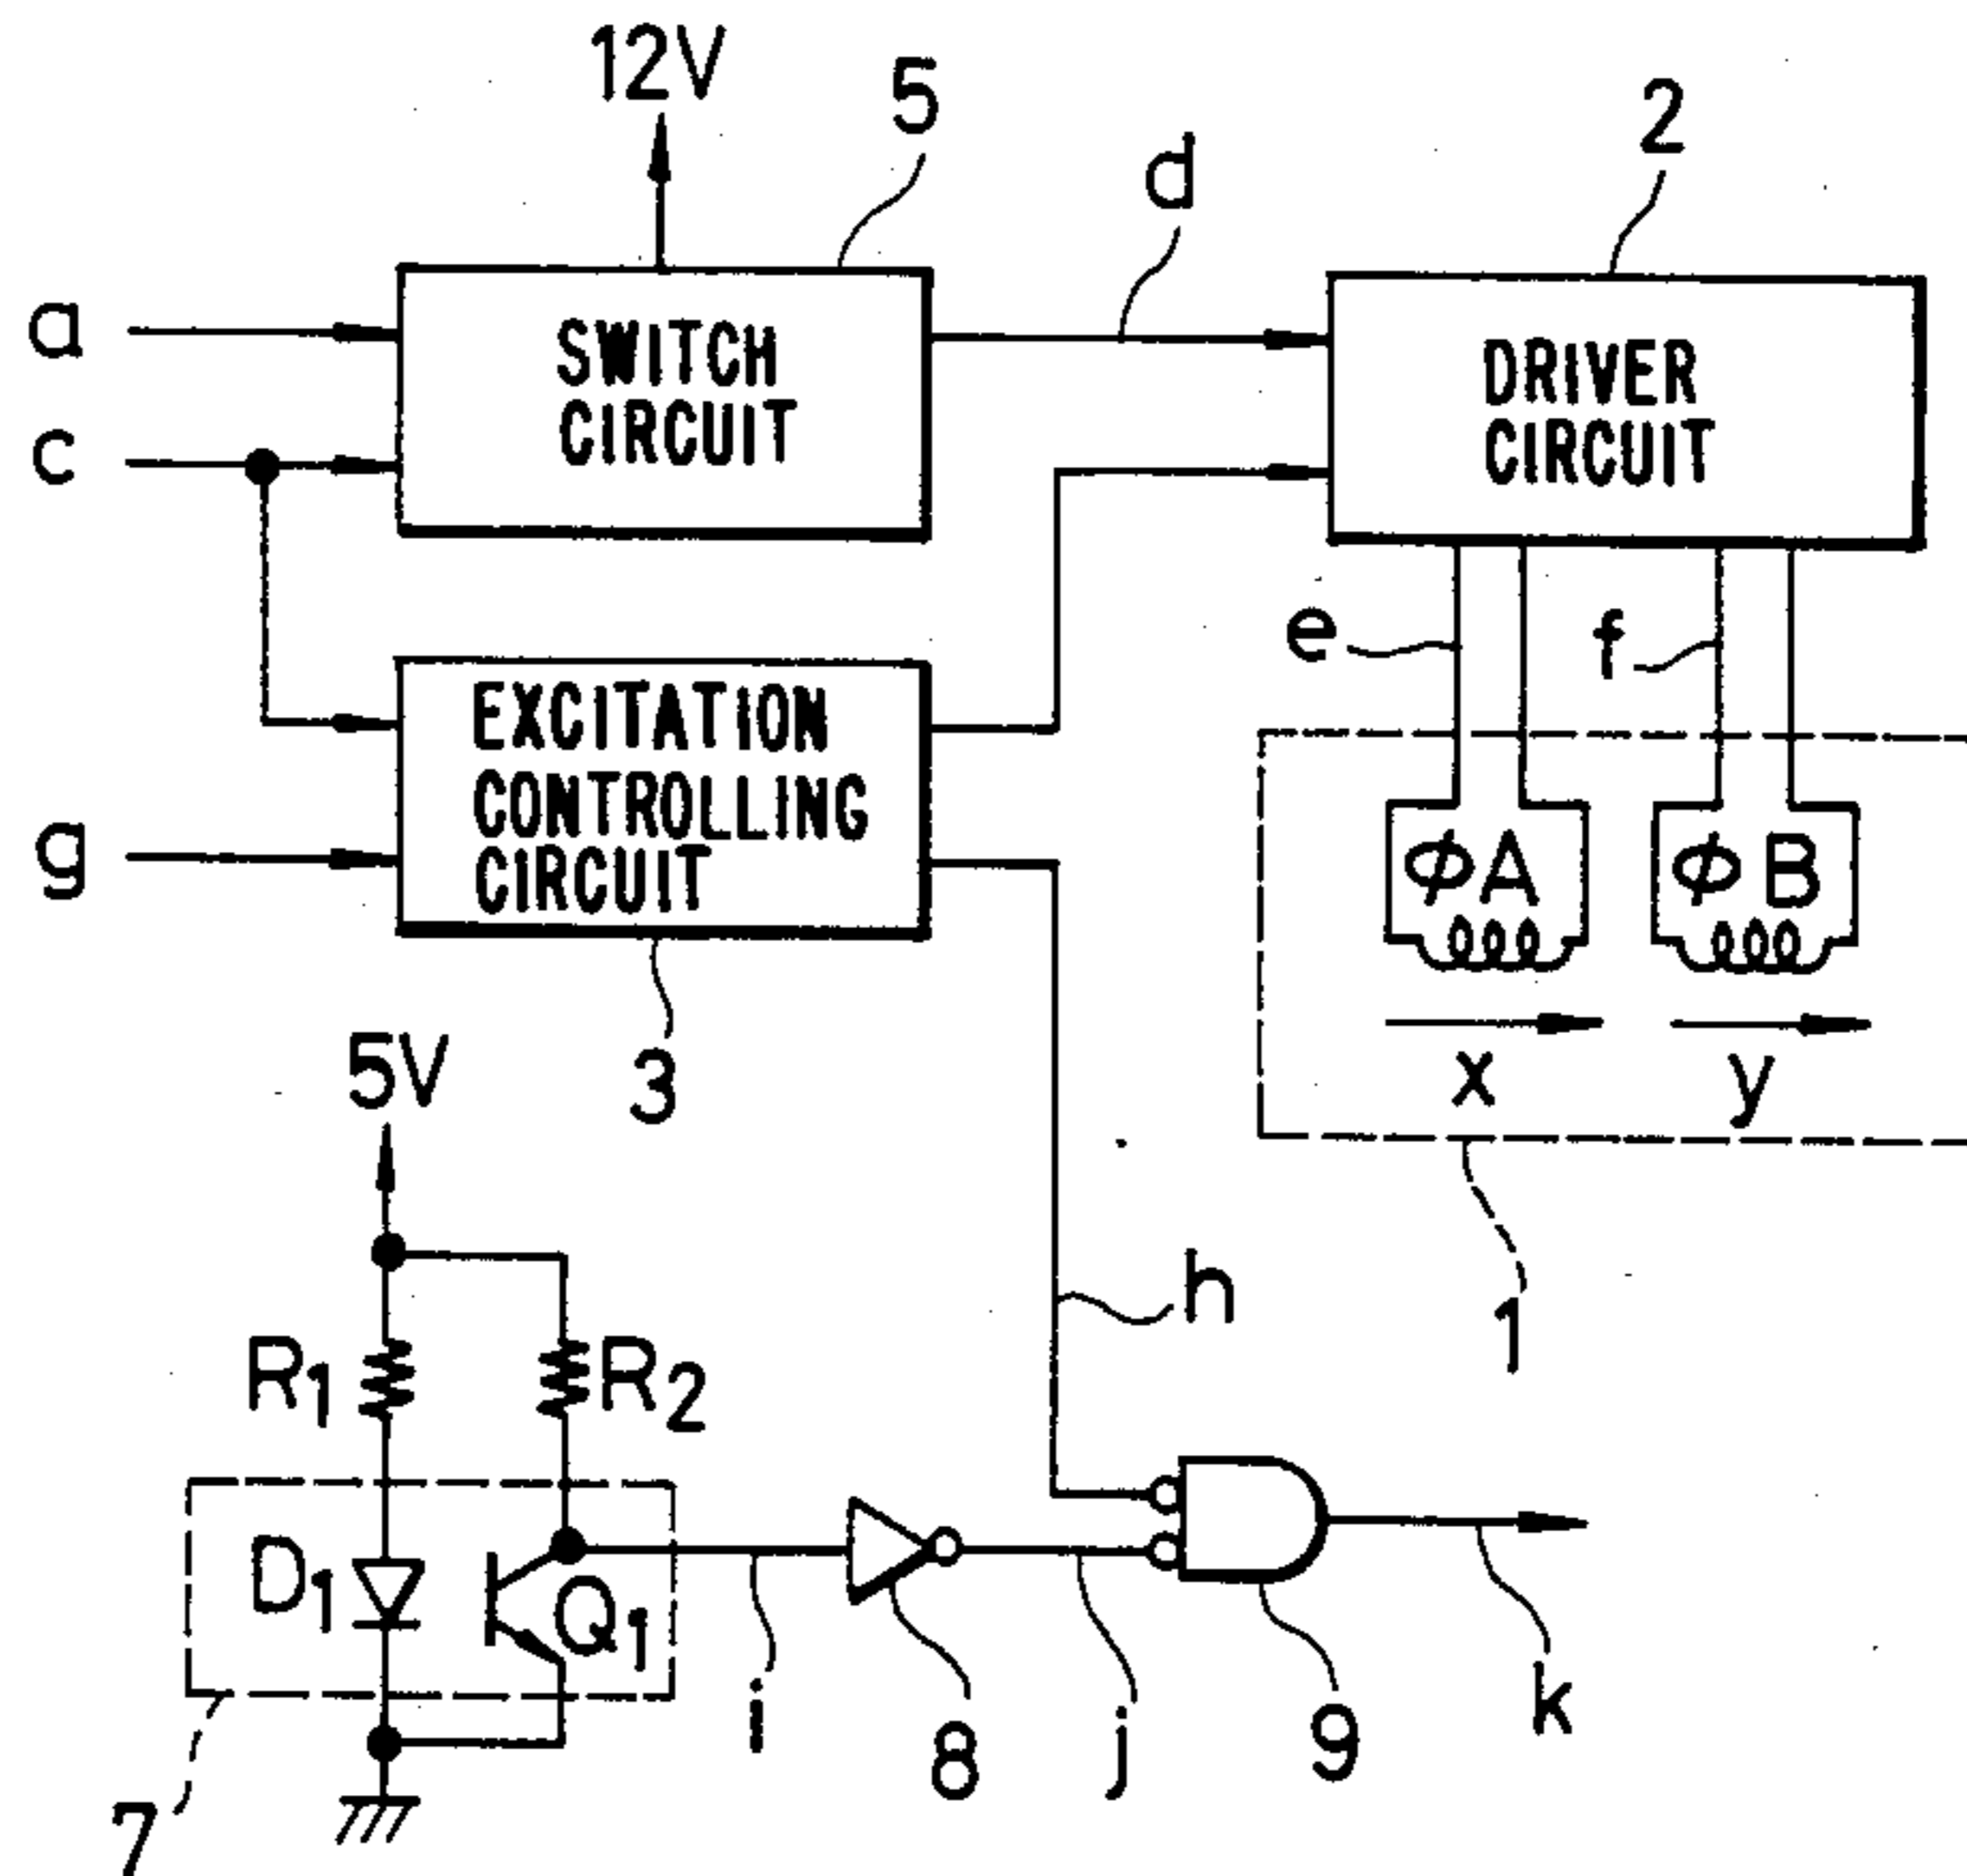 12V
5
2
d
a
SWITCH
CIRCUIT
DRIVER
CIRCUIT
c
e
f
EXCITATION
CONTROLLING
CIRCUIT
g
ϕA
ϕB
x
y
5V
3
h
1
R1
R2
D1
Q1
i
8
j
9
k
7